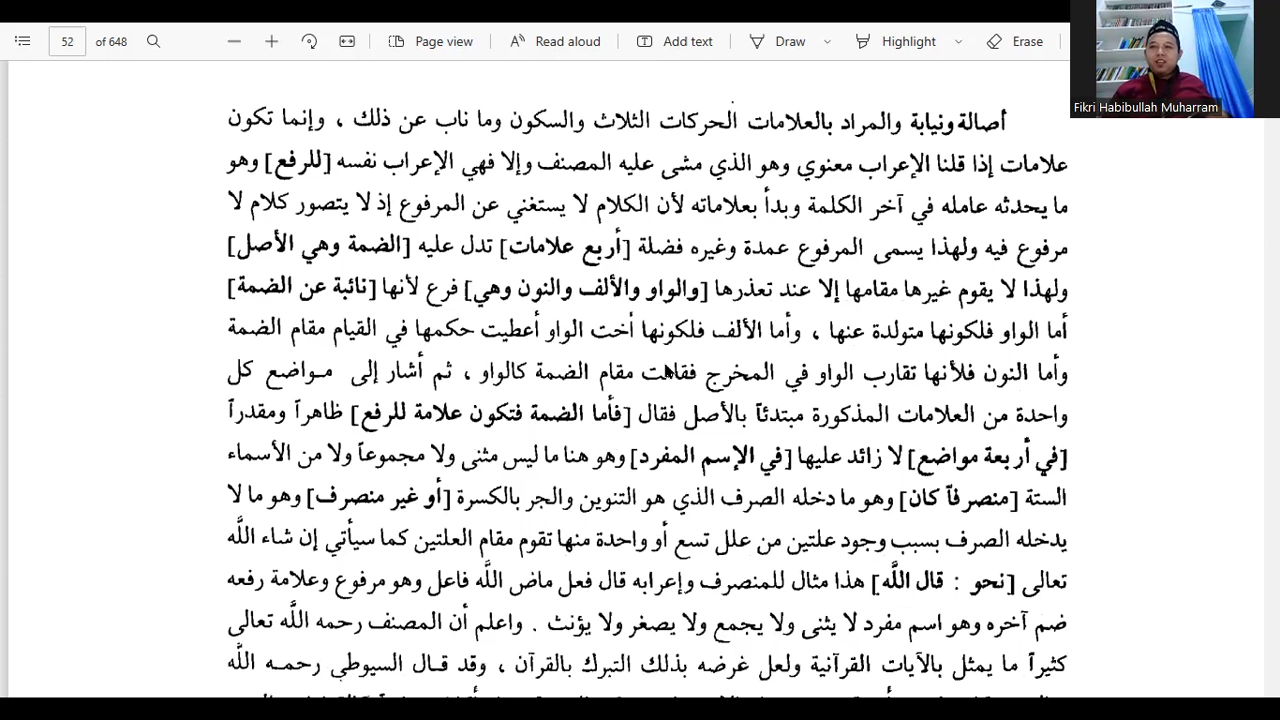 52 of 648 Page view Read aloud Add text Draw Highlight Erase
Fikri Habibullah Muharram
أصالة ونيابة والمراد بالعلامات الحركات الثلاث والسكون وما ناب عن ذلك ، وإنما تكون
علامات إذا قلنا الإعراب معنوي وهو الذي مشى عليه المصنف وإلا فهي الإعراب نفسه [للرفع] وهو
ما يحدثه عامله في آخر الكلمة وبدأ بعلاماته لأن الكلام لا يستغني عن المرفوع إذ لا يتصور كلام لا
مرفوع فيه ولهذا يسمى المرفوع عمدة وغيره فضلة [أربع علامات] تدل عليه [الضمة وهي الأصل]
ولهذا لا يقوم غيرها مقامها إلا عند تعذرها [والواو والألف والنون وهي] فرع لأنها [نائبة عن الضمة]
أما الواو فلكونها متولدة عنها ، وأما الألف فلكونها أخت الواو أعطيت حكمها في القيام مقام الضمة
وأما النون فلأنها تقارب الواو في المخرج فقامت مقام الضمة كالواو ، ثم أشار إلى مـواضع كل
واحدة من العلامات المذكورة مبتدئاً بالأصل فقال [فأما الضمة فتكون علامة للرفع] ظاهراً ومقدراً
[في أربعة مواضع] لا زائد عليها [في الإسم المفرد] وهو هنا ما ليس مثنى ولا مجموعاً ولا من الأسماء
الستة [منصرفاً كان] وهو ما دخله الصرف الذي هو التنوين والجر بالكسرة [أو غير منصرف] وهو ما لا
يدخله الصرف بسبب وجود علتين من علل تسع أو واحدة منها تقوم مقام العلتين كما سيأتي إن شاء اللَّه
تعالى [نحو : قال اللَّه] هذا مثال للمنصرف وإعرابه قال فعل ماض اللَّه فاعل وهو مرفوع وعلامة رفعه
ضم آخره وهو اسم مفرد لا يثنى ولا يجمع ولا يصغر ولا يؤنث . واعلم أن المصنف رحمه اللَّه تعالى
كثيراً ما يمثل بالآيات القرآنية ولعل غرضه بذلك التبرك بالقرآن ، وقد قـال السيوطي رحمـه اللَّه